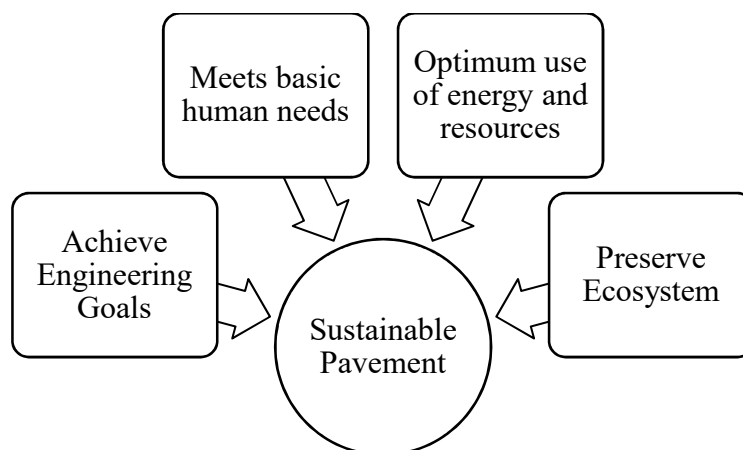 Meets basic
human needs
Optimum use
of energy and
resources
Achieve
Engineering
Goals
Preserve
Ecosystem
Sustainable
Pavement